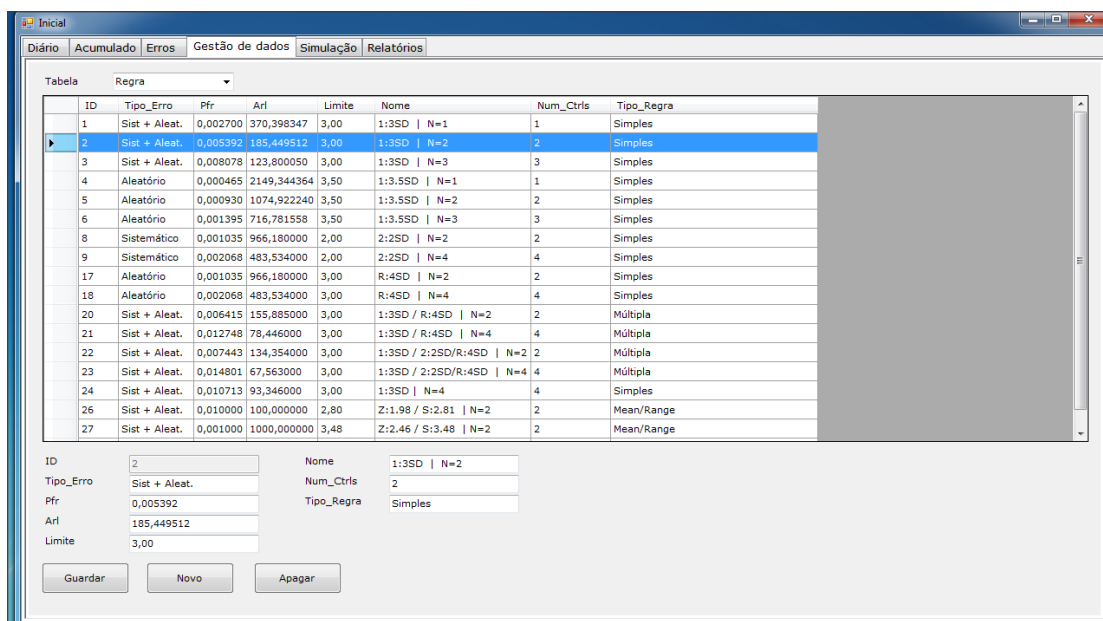 Inicial
Diário Acumulado Erros Gestão de dados Simulação Relatórios
Tabela Regra
ID Tipo_Erro Pfr Arl Limite Nome Num_Ctrls Tipo_Regra
1 Sist + Aleat. 0,002700 370,398347 3,00 1:3SD | N=1 1 Simples
2 Sist + Aleat. 0,005392 185,449512 3,00 1:3SD | N=2 2 Simples
3 Sist + Aleat. 0,008078 123,800050 3,00 1:3SD | N=3 3 Simples
4 Aleatório 0,000465 2149,344364 3,50 1:3.5SD | N=1 1 Simples
5 Aleatório 0,000930 1074,922240 3,50 1:3.5SD | N=2 2 Simples
6 Aleatório 0,001395 716,781558 3,50 1:3.5SD | N=3 3 Simples
8 Sistemático 0,001035 966,180000 2,00 2:2SD | N=2 2 Simples
9 Sistemático 0,002068 483,534000 2,00 2:2SD | N=4 4 Simples
17 Aleatório 0,001035 966,180000 3,00 R:4SD | N=2 2 Simples
18 Aleatório 0,002068 483,534000 3,00 R:4SD | N=4 4 Simples
20 Sist + Aleat. 0,006415 155,885000 3,00 1:3SD / R:4SD | N=2 2 Múltipla
21 Sist + Aleat. 0,012748 78,446000 3,00 1:3SD / R:4SD | N=4 4 Múltipla
22 Sist + Aleat. 0,007443 134,354000 3,00 1:3SD / 2:2SD/R:4SD | N=2 2 Múltipla
23 Sist + Aleat. 0,014801 67,563000 3,00 1:3SD / 2:2SD/R:4SD | N=4 4 Múltipla
24 Sist + Aleat. 0,010713 93,346000 3,00 1:3SD | N=4 4 Simples
26 Sist + Aleat. 0,010000 100,000000 2,80 Z:1.98 / S:2.81 | N=2 2 Mean/Range
27 Sist + Aleat. 0,001000 1000,000000 3,48 Z:2.46 / S:3.48 | N=2 2 Mean/Range
ID 2 Nome 1:3SD | N=2
Tipo_Erro Sist + Aleat. Num_Ctrls 2
Pfr 0,005392 Tipo_Regra Simples
Arl 185,449512
Limite 3,00
Guardar Novo Apagar